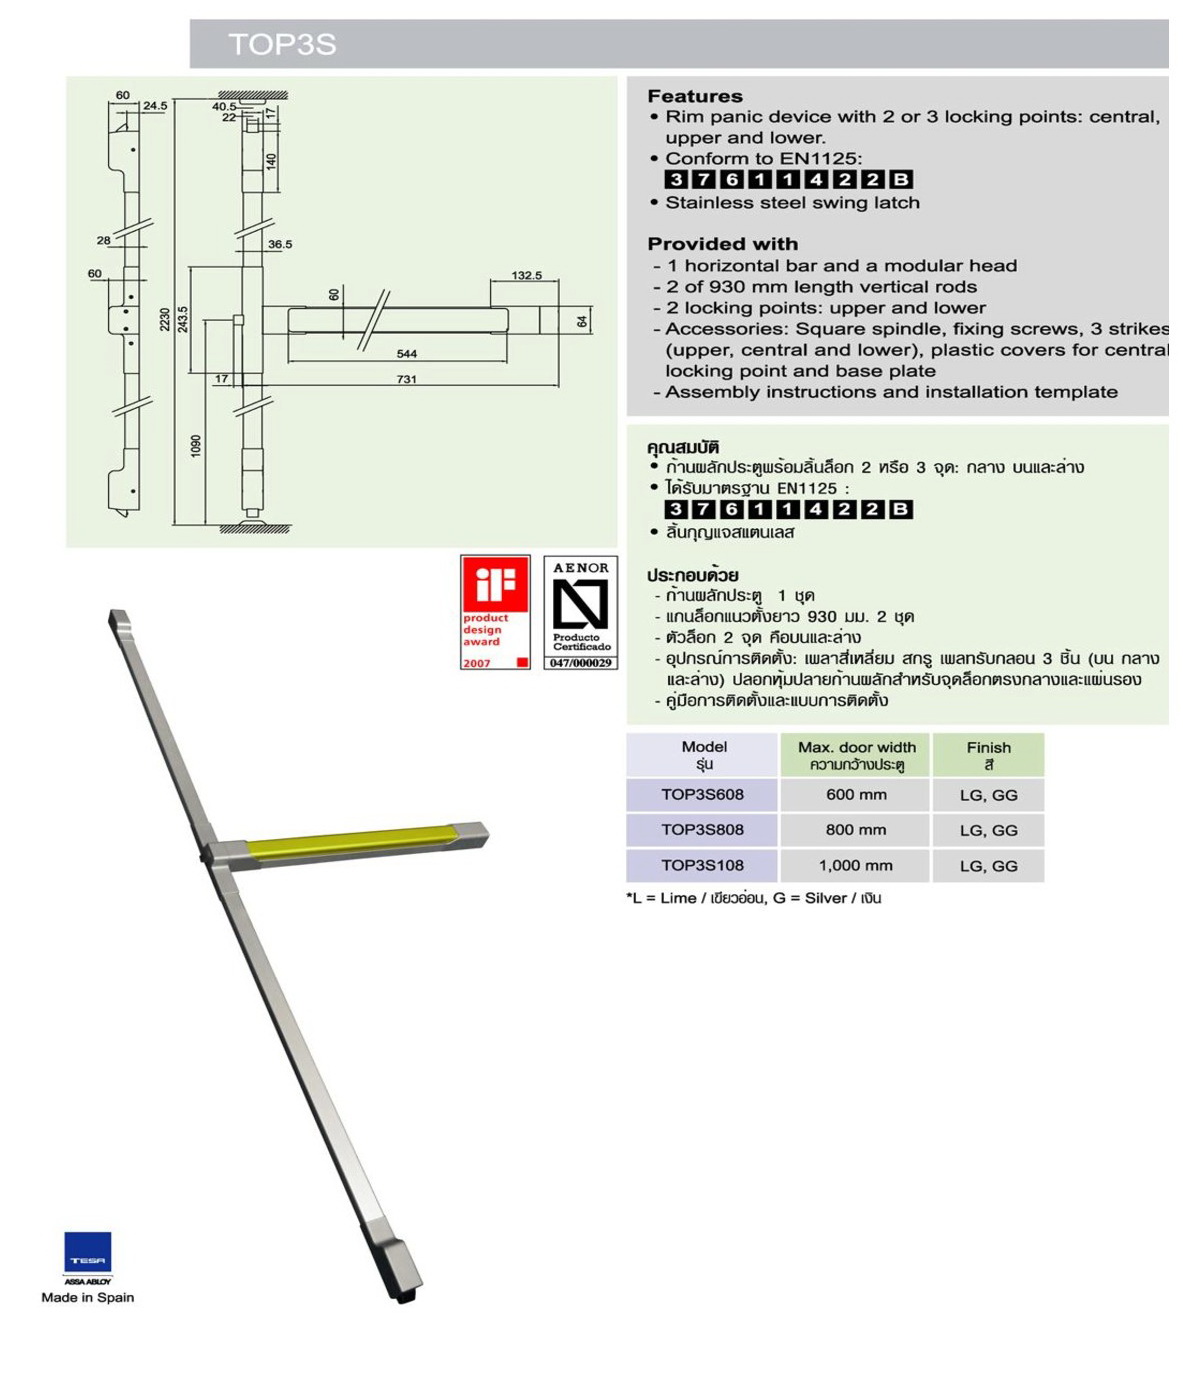 TOP3S
60
24.5
40.5
22
17
140
28
36.5
60
2230
243.5
132.5
60
64
544
17
731
1090
Features
• Rim panic device with 2 or 3 locking points: central,
upper and lower.
• Conform to EN1125:
3 7 6 1 1 4 2 2 B
• Stainless steel swing latch
Provided with
- 1 horizontal bar and a modular head
- 2 of 930 mm length vertical rods
- 2 locking points: upper and lower
- Accessories: Square spindle, fixing screws, 3 strikes
(upper, central and lower), plastic covers for central
locking point and base plate
- Assembly instructions and installation template
คุณสมบัติ
• ก้านผลักประตูพร้อมลิ้นล็อก 2 หรือ 3 จุด: กลาง บนและล่าง
• ได้รับมาตรฐาน EN1125 :
3 7 6 1 1 4 2 2 B
• ลิ้นกุญแจสแตนเลส
ประกอบด้วย
- ก้านผลักประตู 1 ชุด
- แกนล็อกแนวตั้งยาว 930 มม. 2 ชุด
- ตัวล็อก 2 จุด คือบนและล่าง
- อุปกรณ์การติดตั้ง: เพลาสี่เหลี่ยม สกรู เพลทรับกลอน 3 ชิ้น (บน กลาง
และล่าง) ปลอกหุ้มปลายก้านผลักสำหรับจุดล็อกตรงกลางและแผ่นรอง
- คู่มือการติดตั้งและแบบการติดตั้ง
iF
product
design
award
2007
AENOR
Producto
Certificado
047/000029
Model Max. door width Finish
รุ่น ความกว้างประตู สี
TOP3S608 600 mm LG, GG
TOP3S808 800 mm LG, GG
TOP3S108 1,000 mm LG, GG
*L = Lime / เขียวอ่อน, G = Silver / เงิน
TESA
ASSA ABLOY
Made in Spain